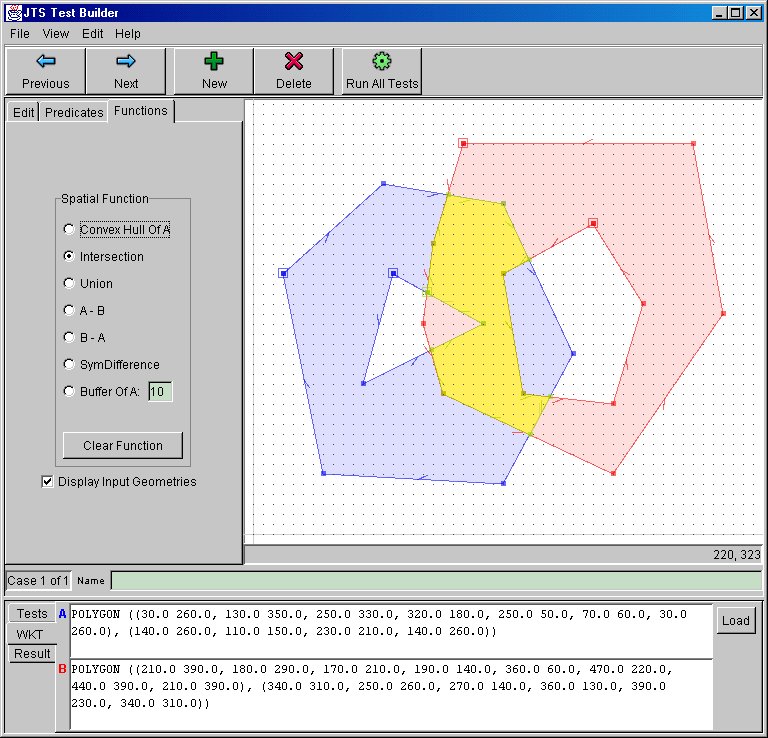 JTS Test Builder
File View Edit Help
Previous Next New Delete Run All Tests
Edit Predicates Functions
Spatial Function
Convex Hull Of A
Intersection
Union
A - B
B - A
SymDifference
Buffer Of A: 10
Clear Function
Display Input Geometries
220, 323
Case 1 of 1 Name
Tests
WKT
Result
A
POLYGON ((30.0 260.0, 130.0 350.0, 250.0 330.0, 320.0 180.0, 250.0 50.0, 70.0 60.0, 30.0
260.0), (140.0 260.0, 110.0 150.0, 230.0 210.0, 140.0 260.0))
Load
B
POLYGON ((210.0 390.0, 180.0 290.0, 170.0 210.0, 190.0 140.0, 360.0 60.0, 470.0 220.0,
440.0 390.0, 210.0 390.0), (340.0 310.0, 250.0 260.0, 270.0 140.0, 360.0 130.0, 390.0
230.0, 340.0 310.0))